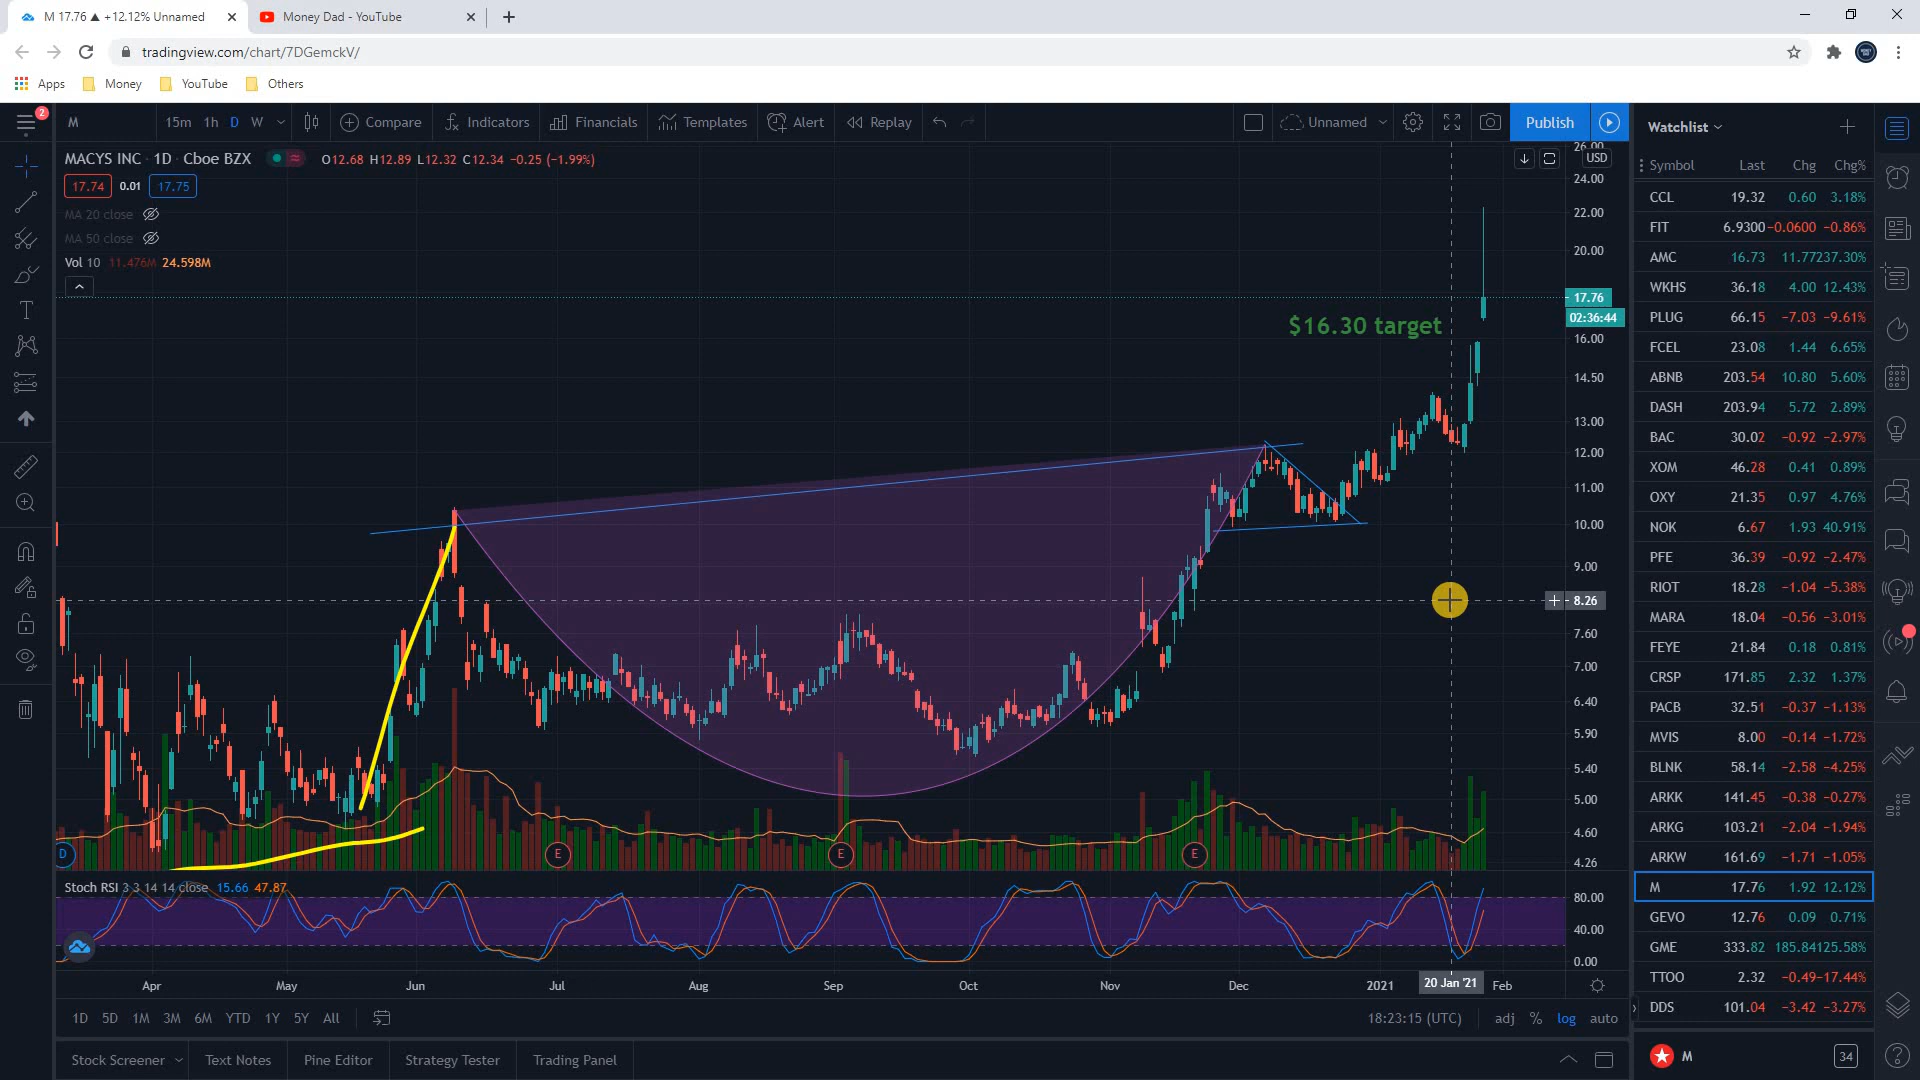 M 17.76 ▲ +12.12% Unnamed
Money Dad - YouTube
tradingview.com/chart/7DGemckV/
Apps Money YouTube Others
2
M 15m 1h D W Compare Indicators Financials Templates Alert Replay Unnamed Publish
MACYS INC · 1D · Cboe BZX O12.68 H12.89 L12.32 C12.34 −0.25 (−1.99%)
17.74 0.01 17.75
MA 20 close
MA 50 close
Vol 10 11.476M 24.598M
$16.30 target
USD
26.00
24.00
22.00
20.00
17.76
02:36:44
16.00
14.50
13.00
12.00
11.00
10.00
9.00
8.26
7.60
7.00
6.40
5.90
5.40
5.00
4.60
4.26
D E E E
Stoch RSI 3 3 14 14 close 15.66 47.87
80.00
40.00
0.00
Apr May Jun Jul Aug Sep Oct Nov Dec 2021 20 Jan '21 Feb
1D 5D 1M 3M 6M YTD 1Y 5Y All 18:23:15 (UTC) adj % log auto
Stock Screener Text Notes Pine Editor Strategy Tester Trading Panel
Watchlist
Symbol Last Chg Chg%
CCL 19.32 0.60 3.18%
FIT 6.9300 −0.0600 −0.86%
AMC 16.73 11.77 237.30%
WKHS 36.18 4.00 12.43%
PLUG 66.15 −7.03 −9.61%
FCEL 23.08 1.44 6.65%
ABNB 203.54 10.80 5.60%
DASH 203.94 5.72 2.89%
BAC 30.02 −0.92 −2.97%
XOM 46.28 0.41 0.89%
OXY 21.35 0.97 4.76%
NOK 6.67 1.93 40.91%
PFE 36.39 −0.92 −2.47%
RIOT 18.28 −1.04 −5.38%
MARA 18.04 −0.56 −3.01%
FEYE 21.84 0.18 0.81%
CRSP 171.85 2.32 1.37%
PACB 32.51 −0.37 −1.13%
MVIS 8.00 −0.14 −1.72%
BLNK 58.14 −2.58 −4.25%
ARKK 141.45 −0.38 −0.27%
ARKG 103.21 −2.04 −1.94%
ARKW 161.69 −1.71 −1.05%
M 17.76 1.92 12.12%
GEVO 12.76 0.09 0.71%
GME 333.82 185.84 125.58%
TTOO 2.32 −0.49 −17.44%
DDS 101.04 −3.42 −3.27%
M 34